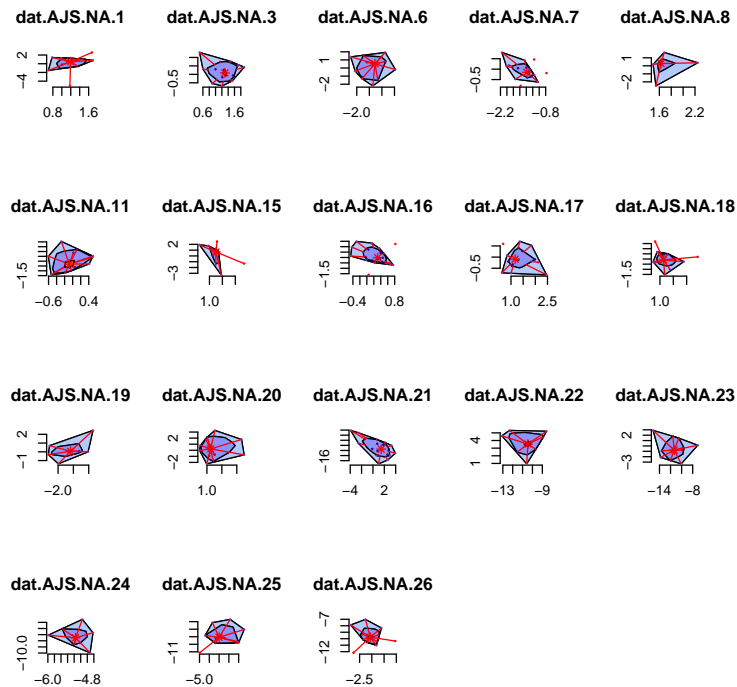 dat.AJS.NA.1
2
−4
0.8 1.6
dat.AJS.NA.3
−0.5
0.6 1.6
dat.AJS.NA.6
1
−2
−2.0
dat.AJS.NA.7
−0.5
−2.2 −0.8
dat.AJS.NA.8
1
−2
1.6 2.2
dat.AJS.NA.11
−1.5
−0.6 0.4
dat.AJS.NA.15
2
−3
1.0
dat.AJS.NA.16
−1.5
−0.4 0.8
dat.AJS.NA.17
−0.5
1.0 2.5
dat.AJS.NA.18
−1.5
1.0
dat.AJS.NA.19
2
−1
−2.0
dat.AJS.NA.20
2
−2
1.0
dat.AJS.NA.21
−16
−4 2
dat.AJS.NA.22
4
1
−13 −9
dat.AJS.NA.23
2
−3
−14 −8
dat.AJS.NA.24
−10.0
−6.0 −4.8
dat.AJS.NA.25
−11
−5.0
dat.AJS.NA.26
−7
−12
−2.5